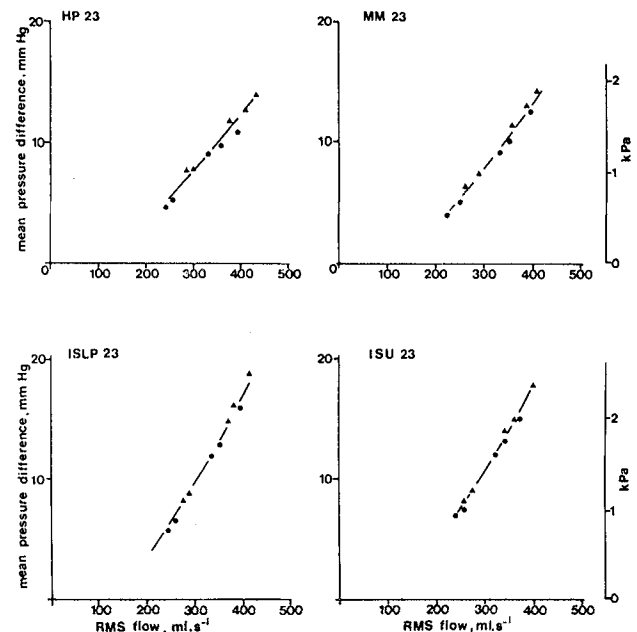 HP 23
MM 23
20
20
mean pressure difference, mm Hg
10
10
2
1
kPa
0
0
0 100 200 300 400 500
100 200 300 400 500
ISLP 23
ISU 23
20
20
mean pressure difference, mm Hg
10
10
2
1
kPa
0
100 200 300 400 500
100 200 300 400 500
RMS flow, ml.s⁻¹
RMS flow, ml.s⁻¹